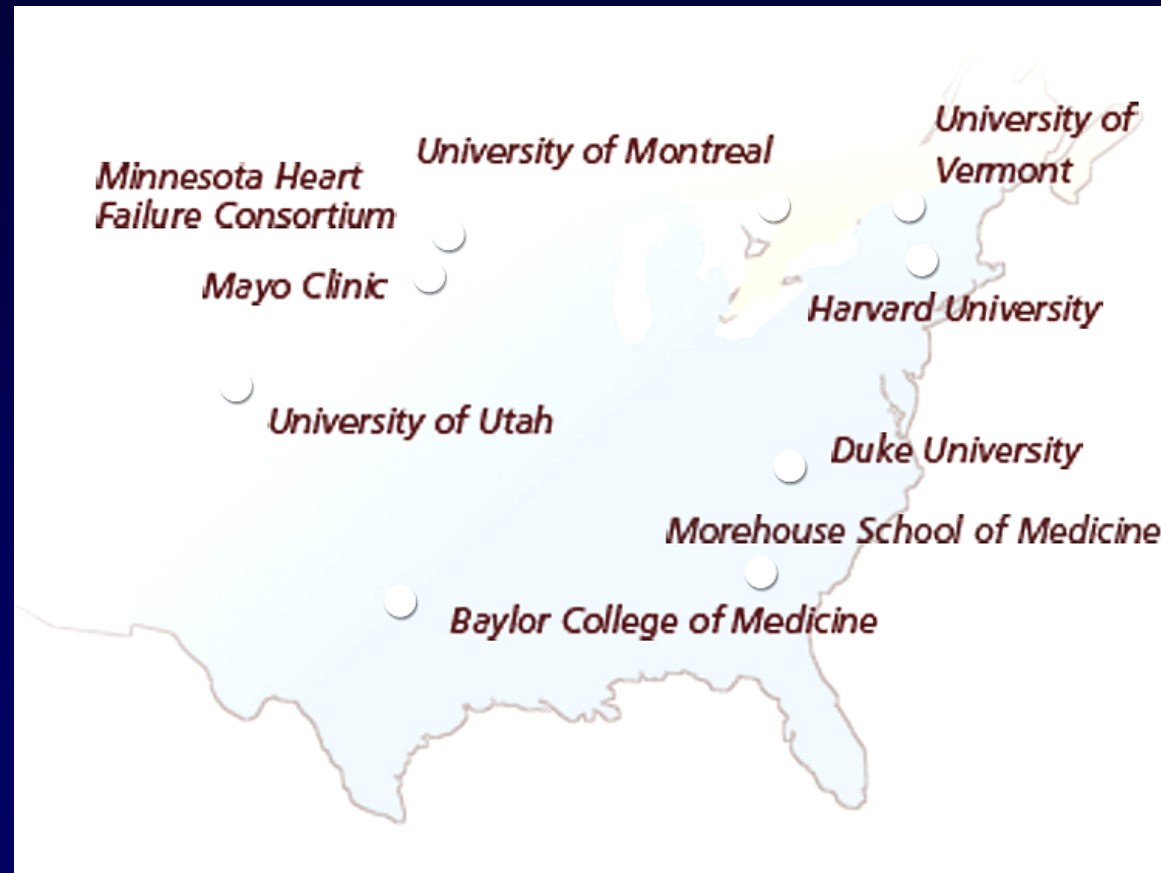 University of
Vermont
University of Montreal
Minnesota Heart
Failure Consortium
Mayo Clinic
Harvard University
University of Utah
Duke University
Morehouse School of Medicine
Baylor College of Medicine